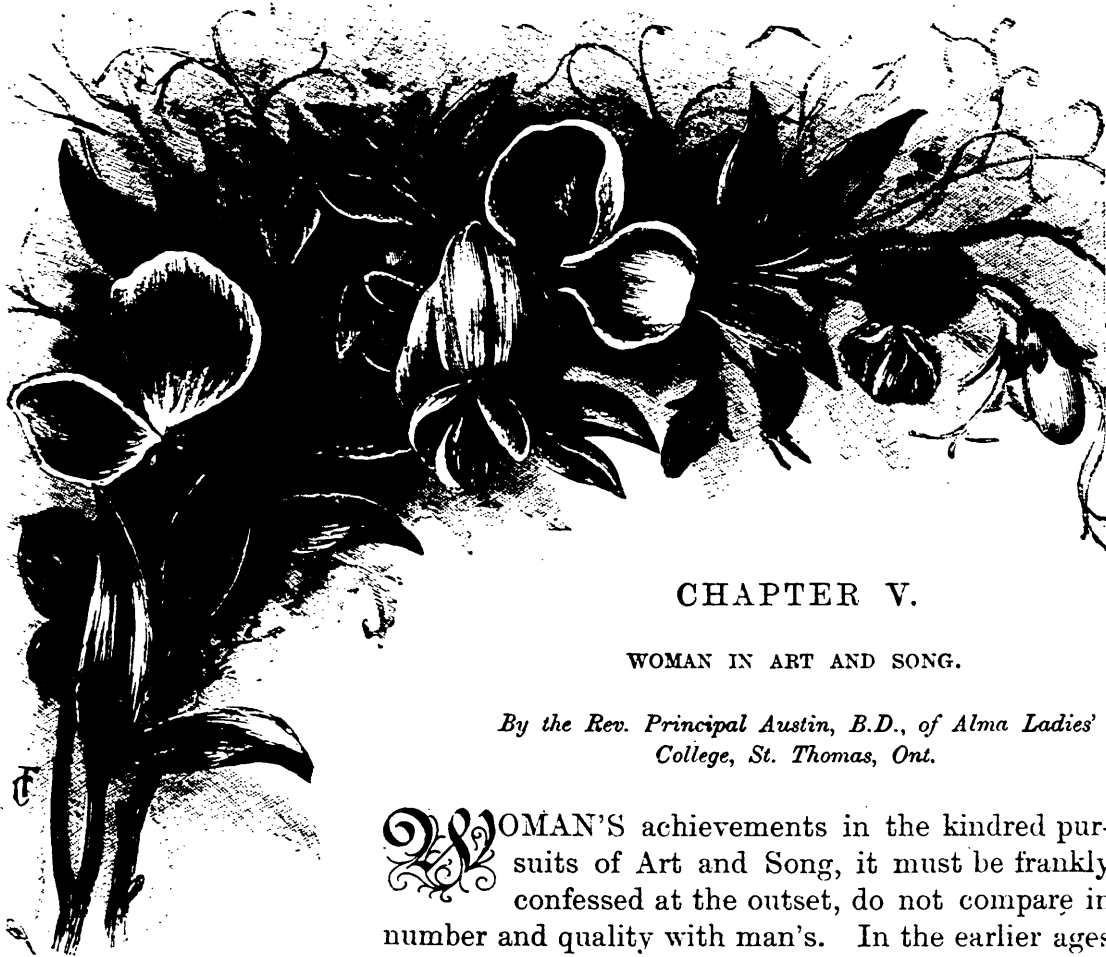 CHAPTER V.
WOMAN IN ART AND SONG.
By the Rev. Principal Austin, B.D., of Alma Ladies'
College, St. Thomas, Ont.
WOMAN'S achievements in the kindred pur-
suits of Art and Song, it must be frankly
confessed at the outset, do not compare in
number and quality with man's. In the earlier ages